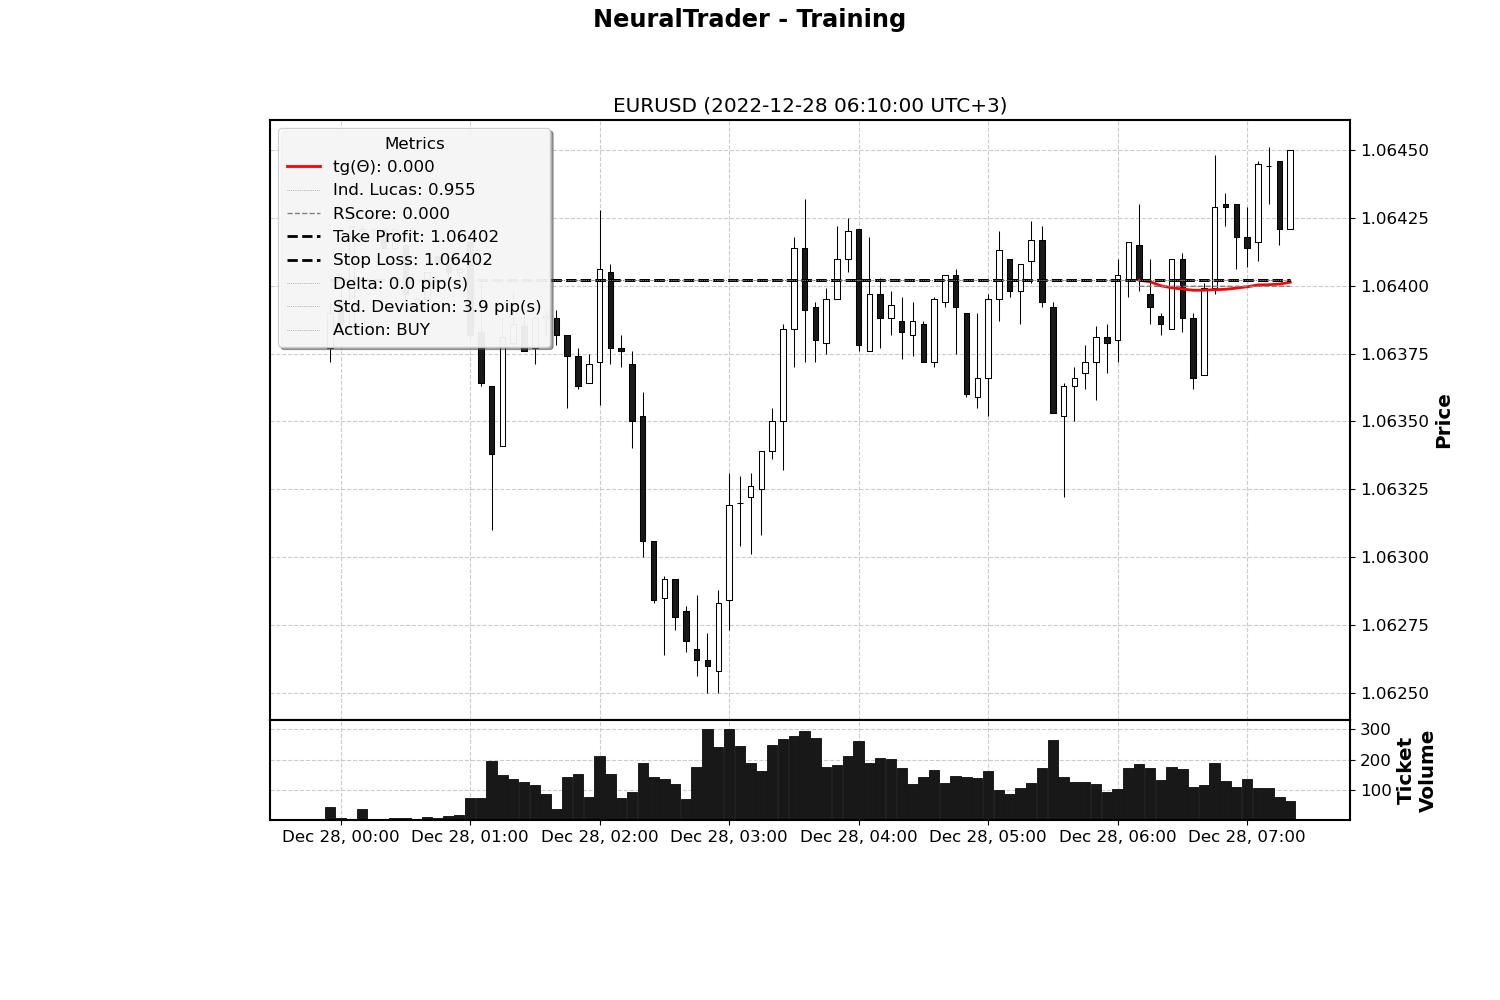 NeuralTrader - Training
EURUSD (2022-12-28 06:10:00 UTC+3)
Metrics
tg(Θ): 0.000
Ind. Lucas: 0.955
RScore: 0.000
Take Profit: 1.06402
Stop Loss: 1.06402
Delta: 0.0 pip(s)
Std. Deviation: 3.9 pip(s)
Action: BUY
1.06450
1.06425
1.06400
1.06375
1.06350
1.06325
1.06300
1.06275
1.06250
Price
300
200
100
Ticket
Volume
Dec 28, 00:00
Dec 28, 01:00
Dec 28, 02:00
Dec 28, 03:00
Dec 28, 04:00
Dec 28, 05:00
Dec 28, 06:00
Dec 28, 07:00